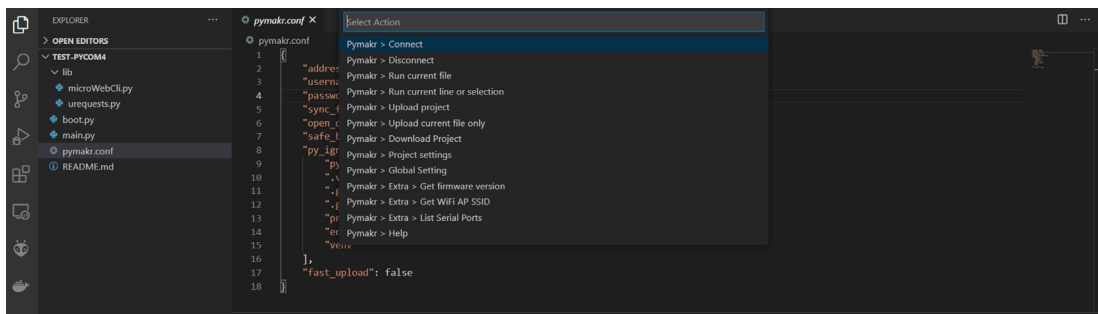 EXPLORER
OPEN EDITORS
TEST-PYCOM4
lib
microWebCli.py
urequests.py
boot.py
main.py
pymakr.conf
README.md
pymakr.conf
pymakr.conf
Select Action
Pymakr > Connect
Pymakr > Disconnect
Pymakr > Run current file
Pymakr > Run current line or selection
Pymakr > Upload project
Pymakr > Upload current file only
Pymakr > Download Project
Pymakr > Project settings
Pymakr > Global Setting
Pymakr > Extra > Get firmware version
Pymakr > Extra > Get WiFi AP SSID
Pymakr > Extra > List Serial Ports
Pymakr > Help
1 {
2 "addres
3 "userna
4 "passwo
5 "sync_f
6 "open_o
7 "safe_b
8 "py_ign
9 "py
10 ".v
11 ".g
12 ".g
13 "pr
14 "en
15 "venv"
16 ],
17 "fast_upload": false
18 }